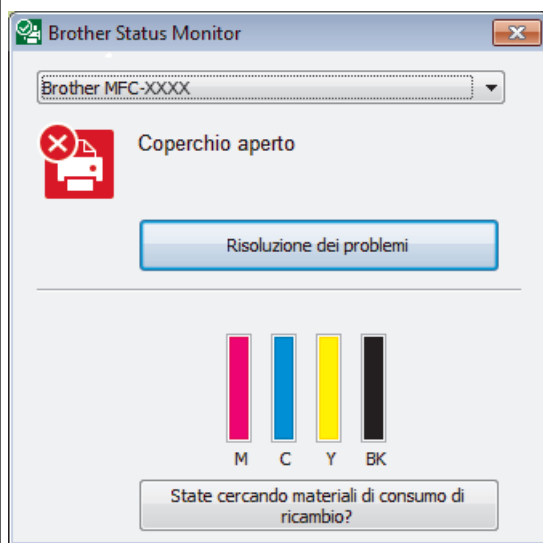 Brother Status Monitor
Brother MFC-XXXX
Coperchio aperto
Risoluzione dei problemi
M C Y BK
State cercando materiali di consumo di
ricambio?